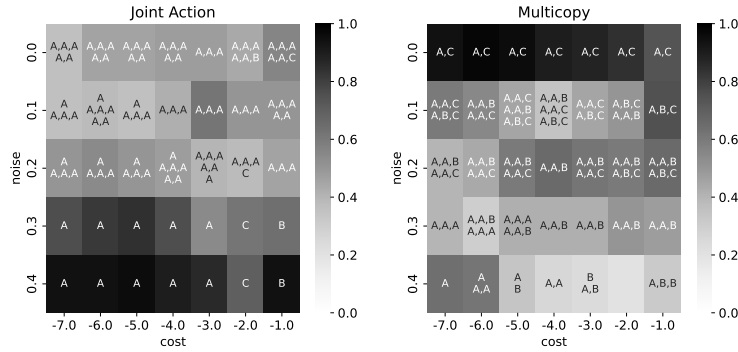 Joint Action
Multicopy
0.0
A,A,A A,A,A A,A,A A,A,A A,A,A A,A,A A,A,A
A,A A,A A,A A,A A,A,B A,A,C
0.1
A A A A,A,A A,A,A A,A,A A,A,A
A,A,A A,A,A A,A,A A,A
A,A
0.2
A A A A A,A,A A,A,A A,A,A
A,A,A A,A,A A,A,A A,A,A A,A C
A,A A
0.3
A A A A A C B
0.4
A A A A A C B
noise
-7.0 -6.0 -5.0 -4.0 -3.0 -2.0 -1.0
cost
1.0
0.8
0.6
0.4
0.2
0.0
0.0
A,C A,C A,C A,C A,C A,C A,C
0.1
A,A,C A,A,B A,A,C A,A,B A,A,C A,B,C A,B,C
A,B,C A,A,C A,A,B A,A,C A,B,C A,A,B
A,B,C A,B,C
0.2
A,A,B A,A,B A,A,B A,A,B A,A,B A,A,B A,A,B
A,A,C A,A,C A,A,C A,A,C A,B,C A,B,C
0.3
A,A,A A,A,B A,A,A A,A,B A,A,B A,A,B A,A,B
A,A,A A,A,B
0.4
A A A A,A B A,B,B
A,A B A,B
noise
-7.0 -6.0 -5.0 -4.0 -3.0 -2.0 -1.0
cost
1.0
0.8
0.6
0.4
0.2
0.0